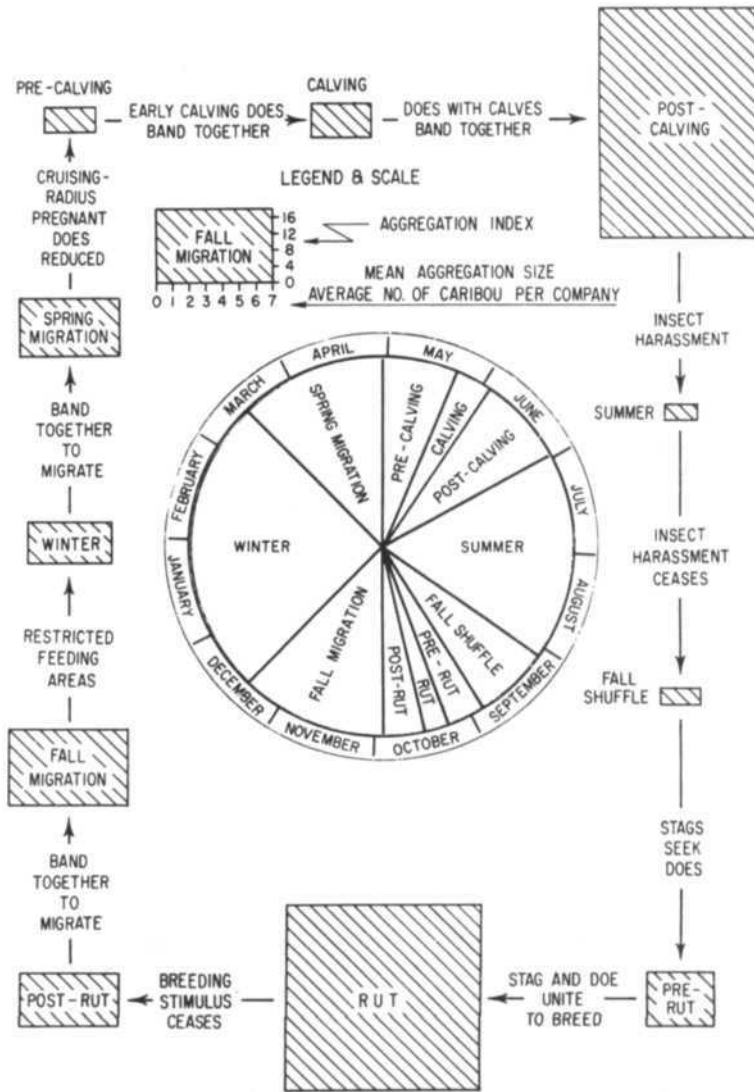 PRE-CALVING
EARLY CALVING DOES
BAND TOGETHER
CALVING
DOES WITH CALVES
BAND TOGETHER
POST-
CALVING
CRUISING-
RADIUS
PREGNANT
DOES
REDUCED
LEGEND & SCALE
FALL
MIGRATION
16
12
8
4
0
0 1 2 3 4 5 6 7
AGGREGATION INDEX
MEAN AGGREGATION SIZE
AVERAGE NO. OF CARIBOU PER COMPANY
SPRING
MIGRATION
INSECT
HARASSMENT
SUMMER
BAND
TOGETHER
TO
MIGRATE
WINTER
INSECT
HARASSMENT
CEASES
RESTRICTED
FEEDING
AREAS
FALL
SHUFFLE
FALL
MIGRATION
STAGS
SEEK
DOES
BAND
TOGETHER
TO
MIGRATE
POST-RUT
BREEDING
STIMULUS
CEASES
RUT
STAG AND DOE
UNITE
TO BREED
PRE-
RUT
JANUARY
FEBRUARY
MARCH
APRIL
MAY
JUNE
JULY
AUGUST
SEPTEMBER
OCTOBER
NOVEMBER
DECEMBER
WINTER
SPRING MIGRATION
PRE-CALVING
CALVING
POST-CALVING
SUMMER
FALL SHUFFLE
PRE-RUT
RUT
POST-RUT
FALL MIGRATION